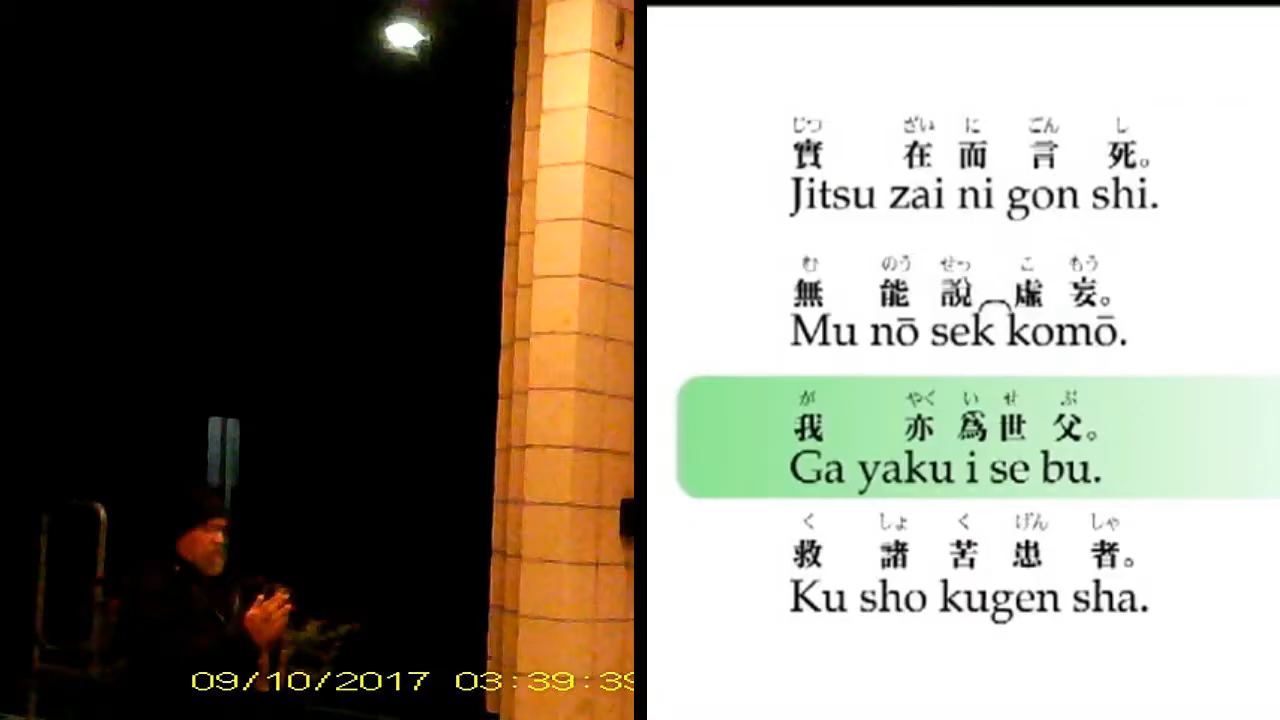 09/10/2017 03:39:39
じつ ざい に ごん し
實 在 而 言 死。
Jitsu zai ni gon shi.
む のう せっ こ もう
無 能 説 虚 妄。
Mu nō sek komō.
が やく い せ ぶ
我 亦 爲 世 父。
Ga yaku i se bu.
く しょ く げん しゃ
救 諸 苦 患 者。
Ku sho kugen sha.